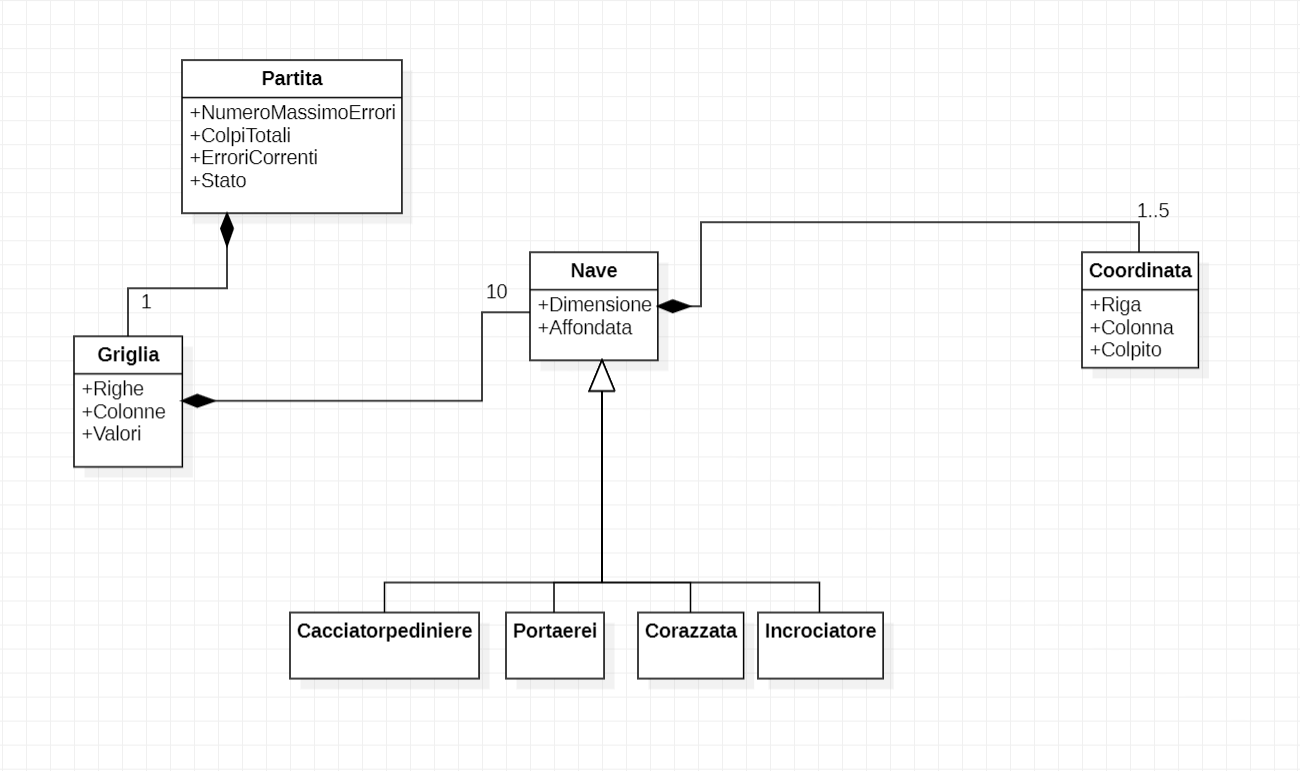 Partita
+NumeroMassimoErrori
+ColpiTotali
+ErroriCorrenti
+Stato
1..5
Nave
+Dimensione
+Affondata
Coordinata
+Riga
+Colonna
+Colpito
10
1
Griglia
+Righe
+Colonne
+Valori
Cacciatorpediniere
Portaerei
Corazzata
Incrociatore